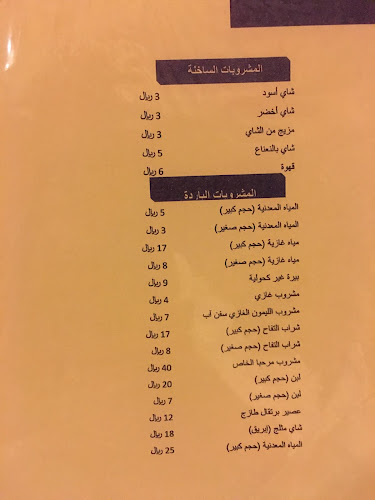 المشروبات الساخنة
شاي أسود 3 ريال
شاي أخضر 3 ريال
مزيج من الشاي 3 ريال
شاي بالنعناع 5 ريال
قهوة 6 ريال
المشروبات الباردة
المياه المعدنية (حجم كبير) 5 ريال
المياه المعدنية (حجم صغير) 3 ريال
مياه غازية (حجم كبير) 17 ريال
مياه غازية (حجم صغير) 8 ريال
بيرة غير كحولية 9 ريال
مشروب غازي 4 ريال
مشروب الليمون الغازي سفن أب 7 ريال
شراب التفاح (حجم كبير) 17 ريال
شراب التفاح (حجم صغير) 8 ريال
مشروب مرحبا الخاص 40 ريال
لبن (حجم كبير) 20 ريال
لبن (حجم صغير) 7 ريال
عصير برتقال طازج 12 ريال
شاي مثلج (إبريق) 18 ريال
المياه المعدنية (حجم كبير) 25 ريال